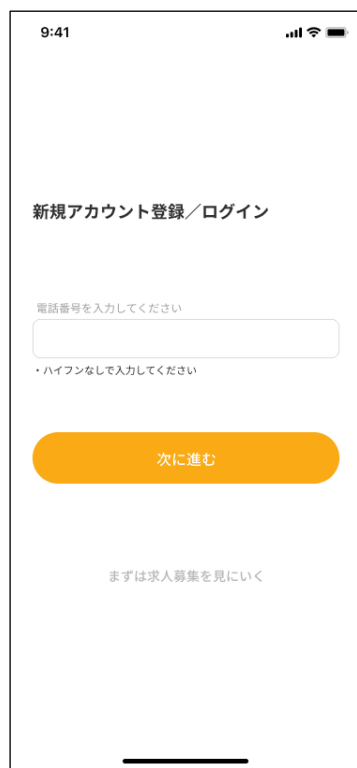 9:41
新規アカウント登録／ログイン
電話番号を入力してください
・ハイフンなしで入力してください
次に進む
まずは求人募集を見にいく